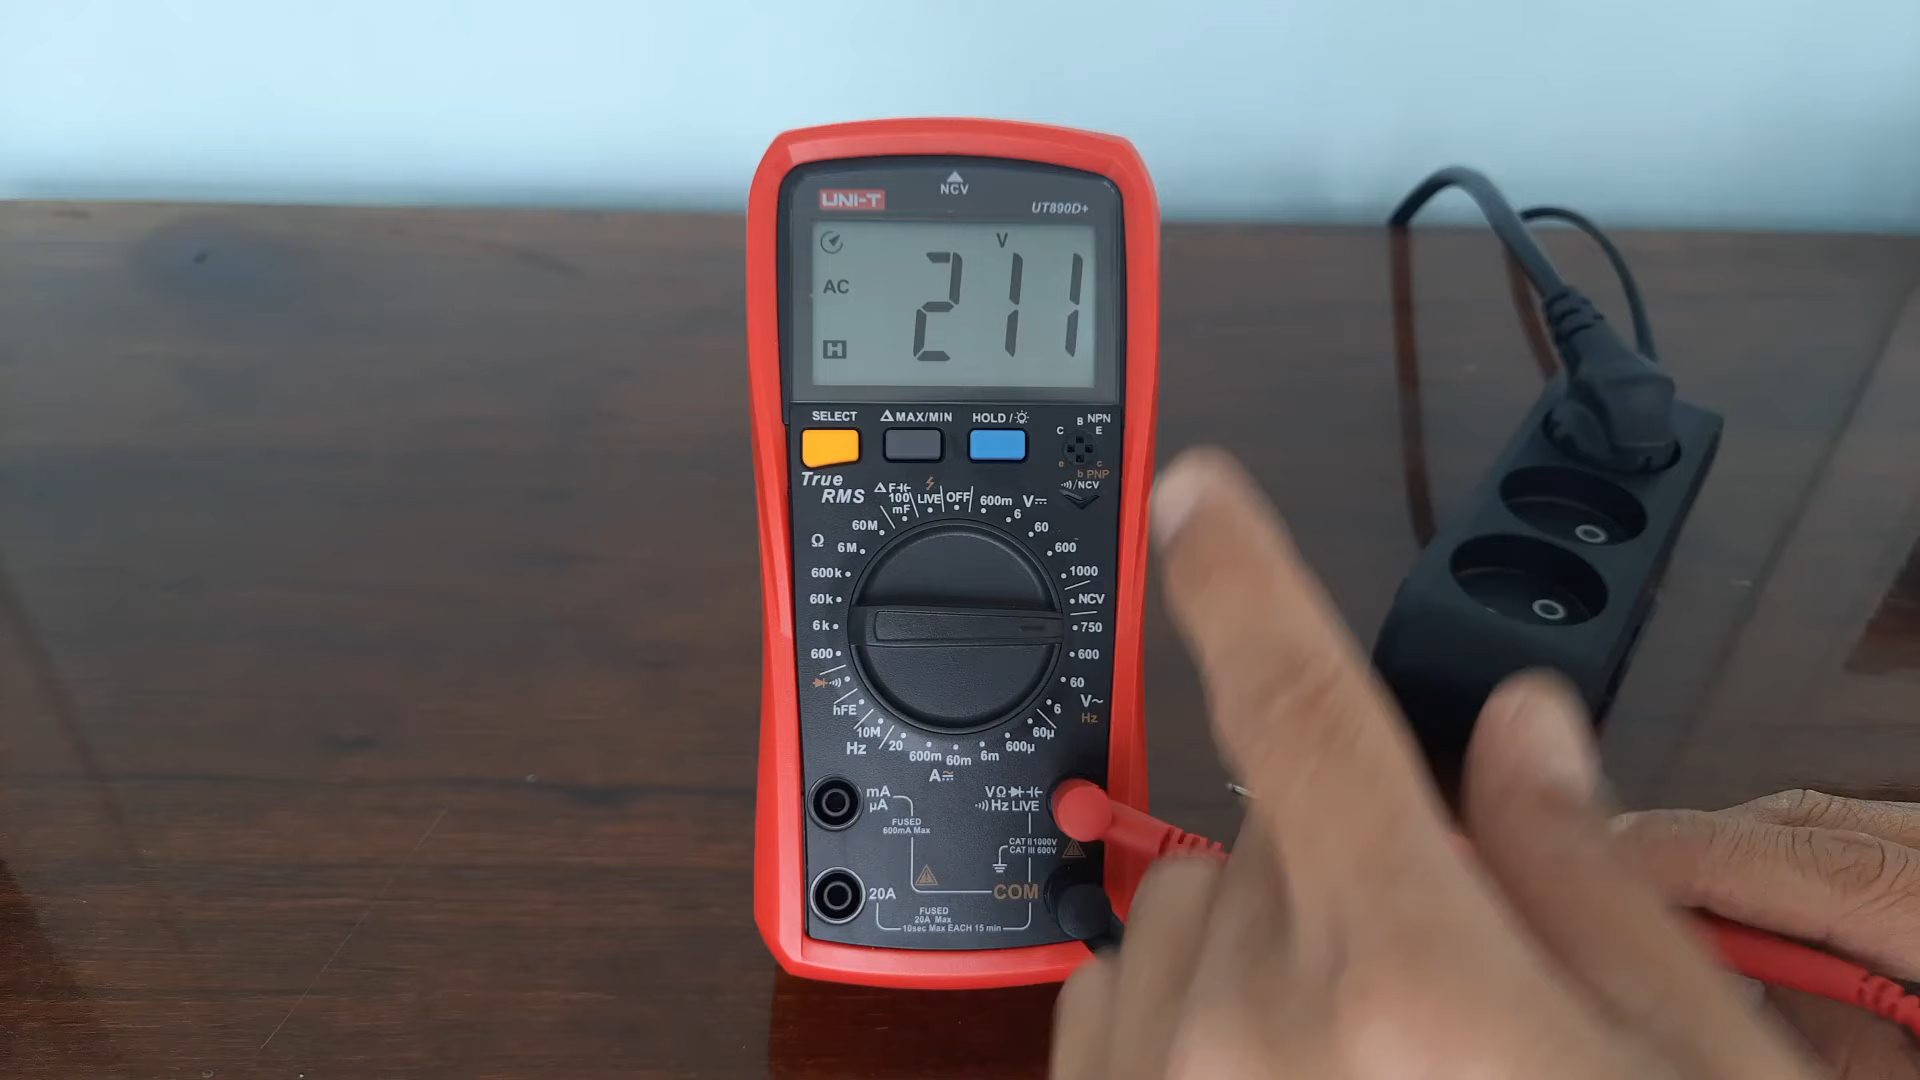 NCV
UNI-T
UT890D+
V
AC
211
H
SELECT
Δ MAX/MIN
HOLD /
B NPN
C E
e c
b PNP
/NCV
True
RMS
Δ F
100
mF
LIVE
OFF
600m
V
6
60
600
1000
NCV
750
600
60
6
V~
Hz
60M
Ω
6M
600k
60k
6k
600
hFE
10M
Hz
20
600m
60m
6m
600µ
60µ
A
mA
µA
FUSED
600mA Max
VΩ
Hz LIVE
CAT II 1000V
CAT III 600V
20A
COM
FUSED
20A Max
10sec Max EACH 15 min